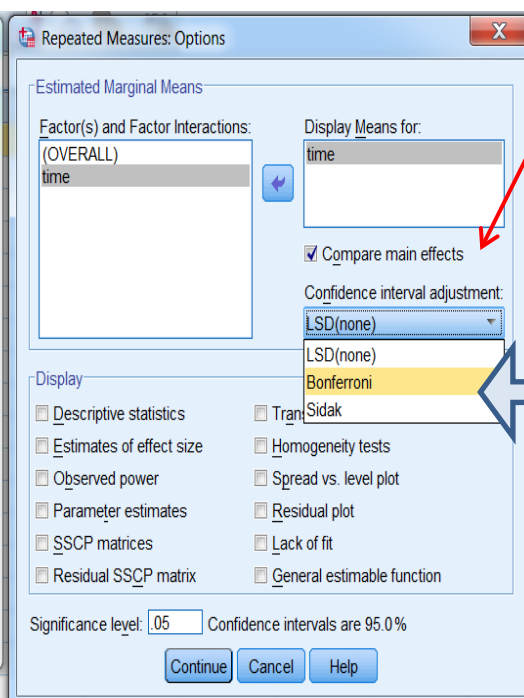 Repeated Measures: Options
X
Estimated Marginal Means
Factor(s) and Factor Interactions:
(OVERALL)
time
Display Means for:
time
Compare main effects
Confidence interval adjustment:
LSD(none)
LSD(none)
Bonferroni
Sidak
Display
Descriptive statistics
Estimates of effect size
Observed power
Parameter estimates
SSCP matrices
Residual SSCP matrix
Homogeneity tests
Spread vs. level plot
Residual plot
Lack of fit
General estimable function
Significance level: .05 Confidence intervals are 95.0%
Continue Cancel Help